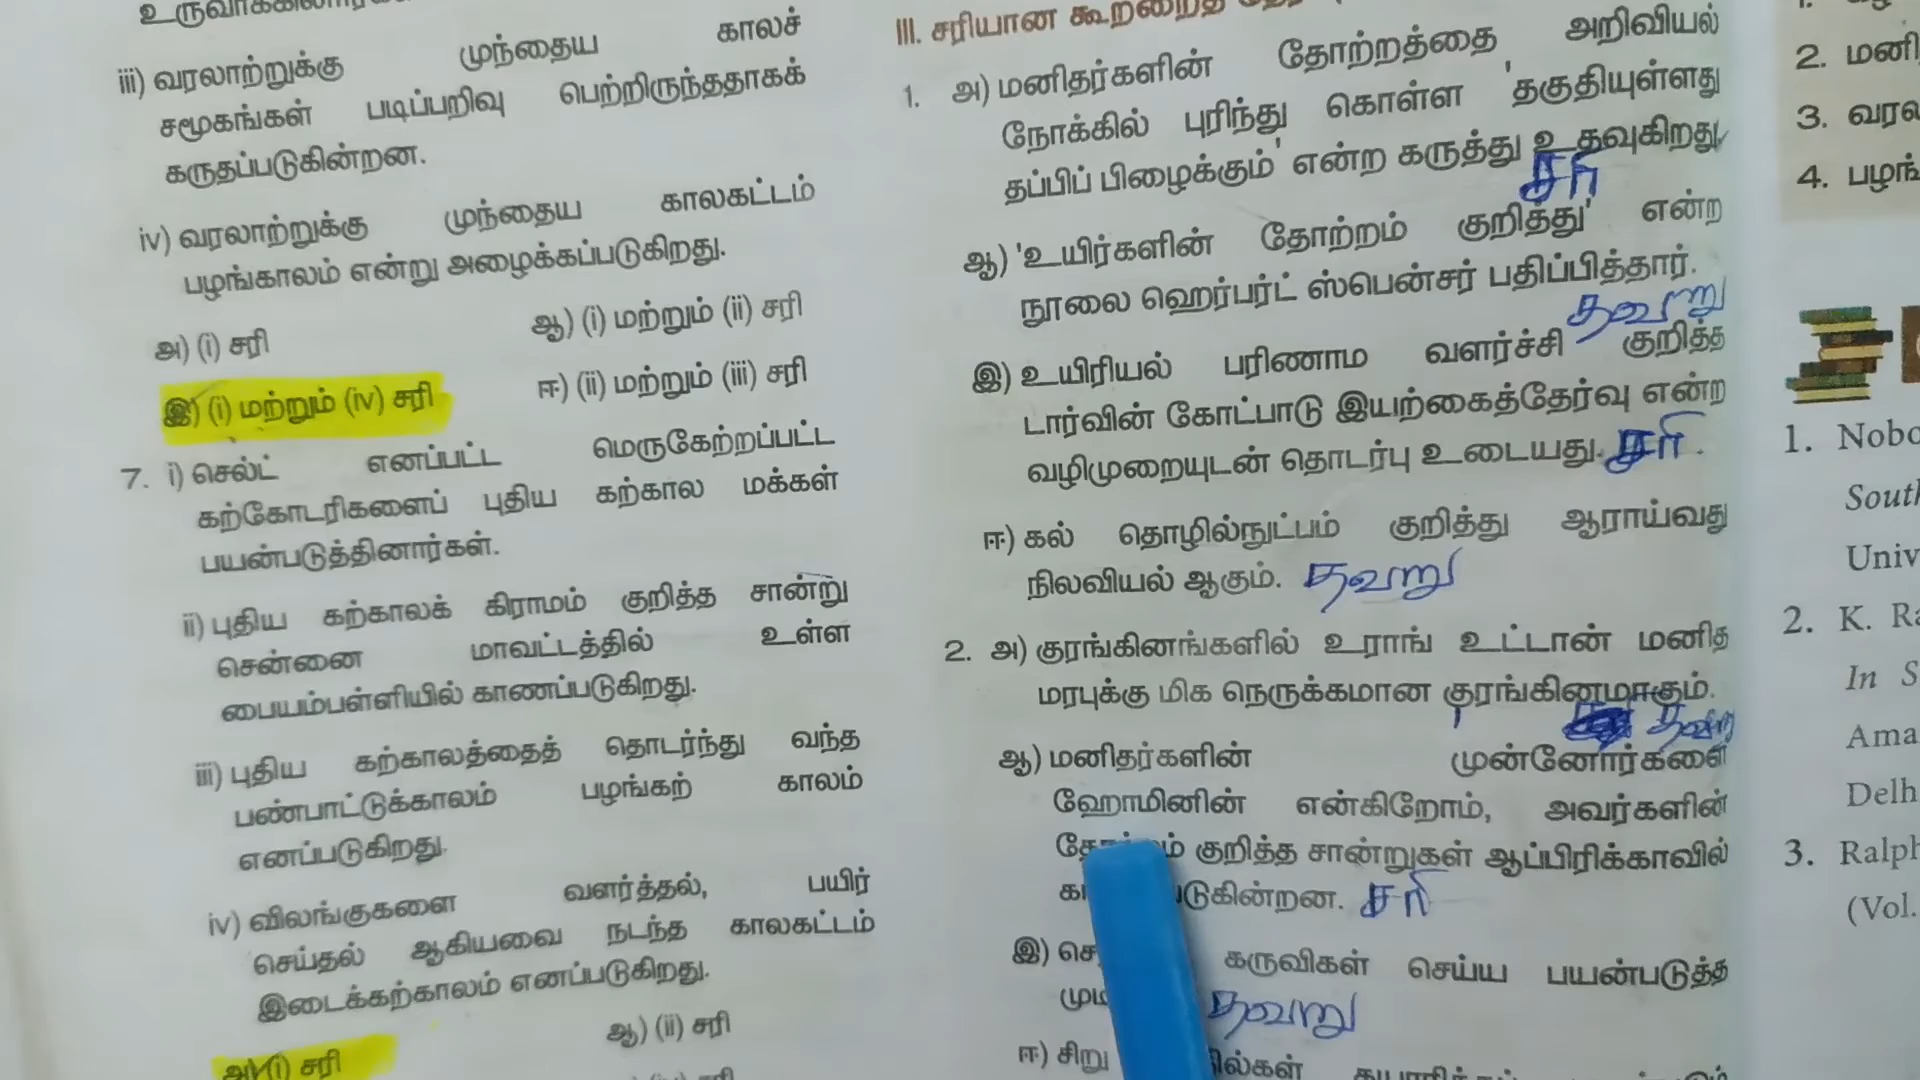 iii) வரலாற்றுக்கு முந்தைய காலச்
சமூகங்கள் படிப்பறிவு பெற்றிருந்ததாகக்
கருதப்படுகின்றன.
iv) வரலாற்றுக்கு முந்தைய காலகட்டம்
பழங்காலம் என்று அழைக்கப்படுகிறது.
அ) (i) சரி ஆ) (i) மற்றும் (ii) சரி
இ) (i) மற்றும் (iv) சரி ஈ) (ii) மற்றும் (iii) சரி
7. i) செல்ட் எனப்பட்ட மெருகேற்றப்பட்ட
கற்கோடரிகளைப் புதிய கற்கால மக்கள்
பயன்படுத்தினார்கள்.
ii) புதிய கற்காலக் கிராமம் குறித்த சான்று
சென்னை மாவட்டத்தில் உள்ள
பையம்பள்ளியில் காணப்படுகிறது.
iii) புதிய கற்காலத்தைத் தொடர்ந்து வந்த
பண்பாட்டுக்காலம் பழங்கற் காலம்
எனப்படுகிறது.
iv) விலங்குகளை வளர்த்தல், பயிர்
செய்தல் ஆகியவை நடந்த காலகட்டம்
இடைக்கற்காலம் எனப்படுகிறது.
அ) (i) சரி ஆ) (ii) சரி
III. சரியான கூற்றைத்
1. அ) மனிதர்களின் தோற்றத்தை அறிவியல்
நோக்கில் புரிந்து கொள்ள 'தகுதியுள்ளது
தப்பிப் பிழைக்கும்' என்ற கருத்து உதவுகிறது
சரி
ஆ) 'உயிர்களின் தோற்றம் குறித்து' என்ற
நூலை ஹெர்பர்ட் ஸ்பென்சர் பதிப்பித்தார்.
தவறு
இ) உயிரியல் பரிணாம வளர்ச்சி குறித்த
டார்வின் கோட்பாடு இயற்கைத்தேர்வு என்ற
வழிமுறையுடன் தொடர்பு உடையது. சரி.
ஈ) கல் தொழில்நுட்பம் குறித்து ஆராய்வது
நிலவியல் ஆகும். தவறு
2. அ) குரங்கினங்களில் உராங் உட்டான் மனித
மரபுக்கு மிக நெருக்கமான குரங்கினமாகும்.
தவறு
ஆ) மனிதர்களின் முன்னோர்களை
ஹோமினின் என்கிறோம், அவர்களின்
குறித்த சான்றுகள் ஆப்பிரிக்காவில்
சரி
இ) கருவிகள் செய்ய பயன்படுத்த
தவறு
ஈ) சிறு
2.
3.
4.
1.
2. K.
In
3. Ralph
(Vol.